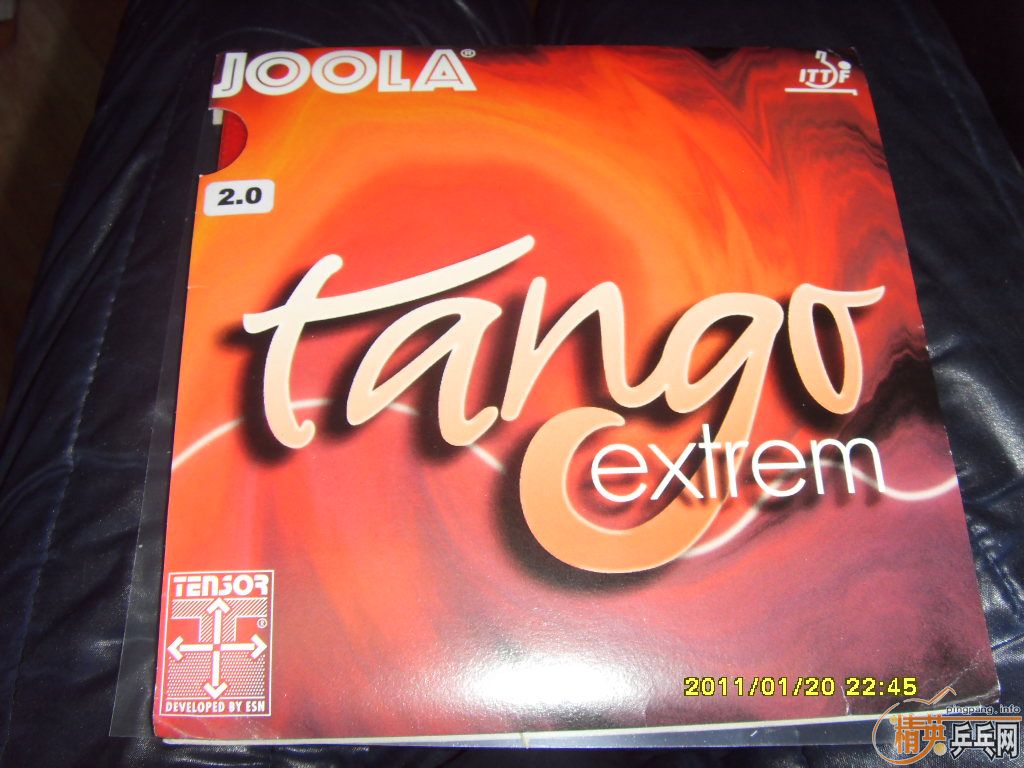 JOOLA®
ITTF
2.0
tango
extrem
TENSOR
®
DEVELOPED BY ESN
2011/01/20 22:45
pingpang.info
精英乒乓网